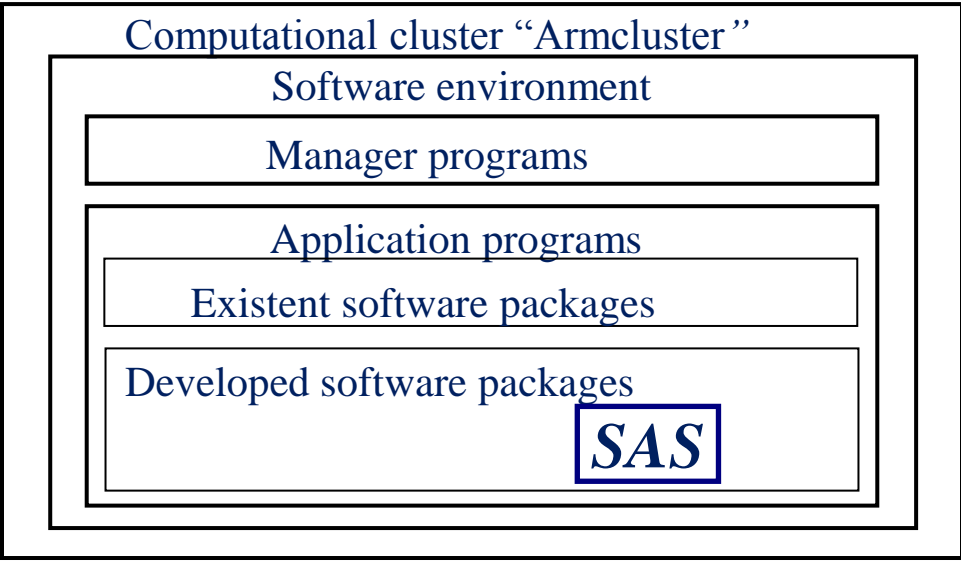 Computational cluster “Armcluster”
Software environment
Manager programs
Application programs
Existent software packages
Developed software packages
SAS